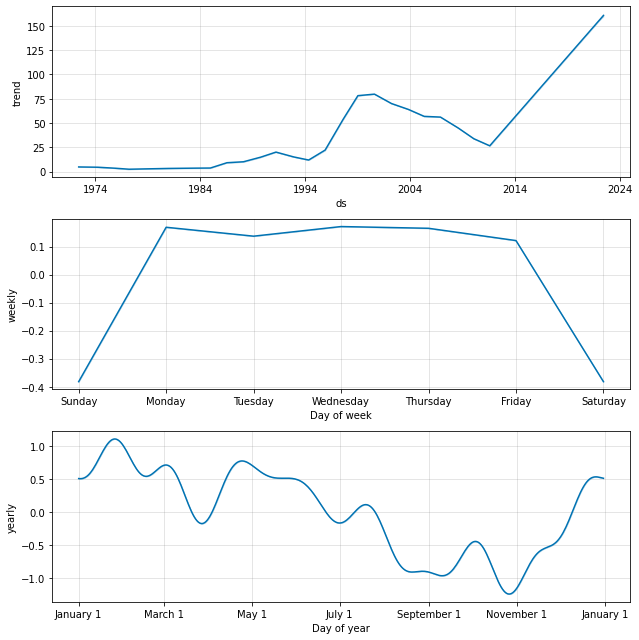 150
125
100
75
50
25
0
trend
1974 1984 1994 2004 2014 2024
ds
0.1
0.0
−0.1
−0.2
−0.3
−0.4
weekly
Sunday Monday Tuesday Wednesday Thursday Friday Saturday
Day of week
1.0
0.5
0.0
−0.5
−1.0
yearly
January 1 March 1 May 1 July 1 September 1 November 1 January 1
Day of year